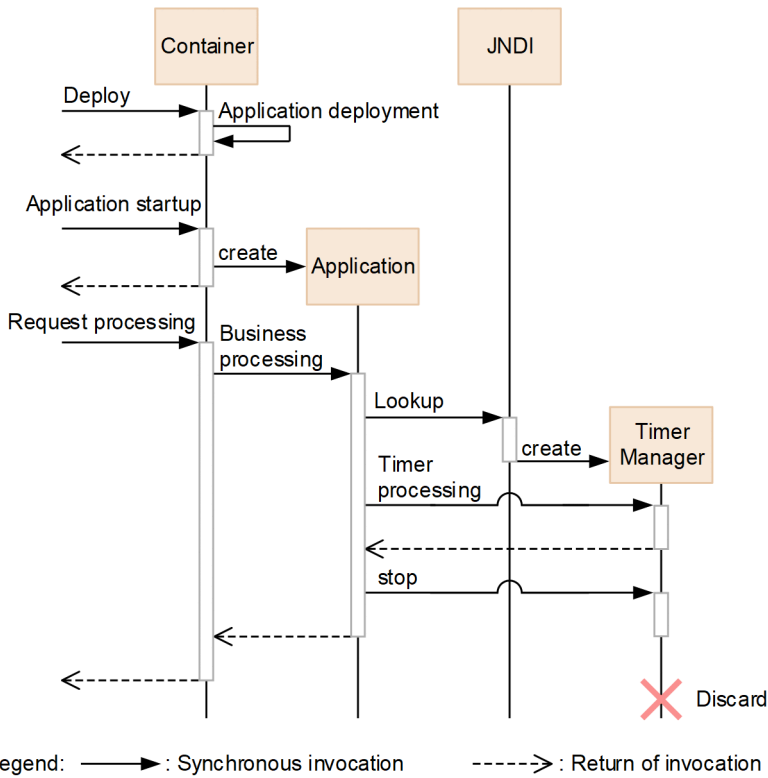 Container
JNDI
Deploy
Application deployment
Application startup
create
Application
Request processing
Business
processing
Lookup
Timer
Manager
create
Timer
processing
stop
Discard
egend:
: Synchronous invocation
: Return of invocation